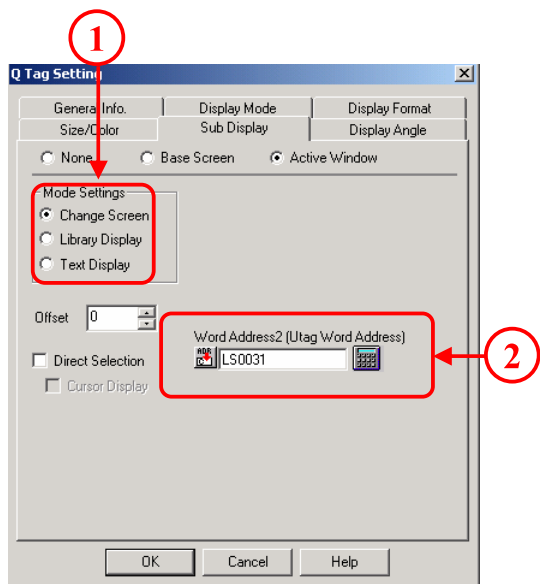 1
Q Tag Setting
General Info. Display Mode Display Format
Size/Color Sub Display Display Angle
None Base Screen Active Window
Mode Settings
Change Screen
Library Display
Text Display
Offset 0
Word Address2 (Utag Word Address)
Direct Selection ADR LS0031 2
Cursor Display
OK Cancel Help